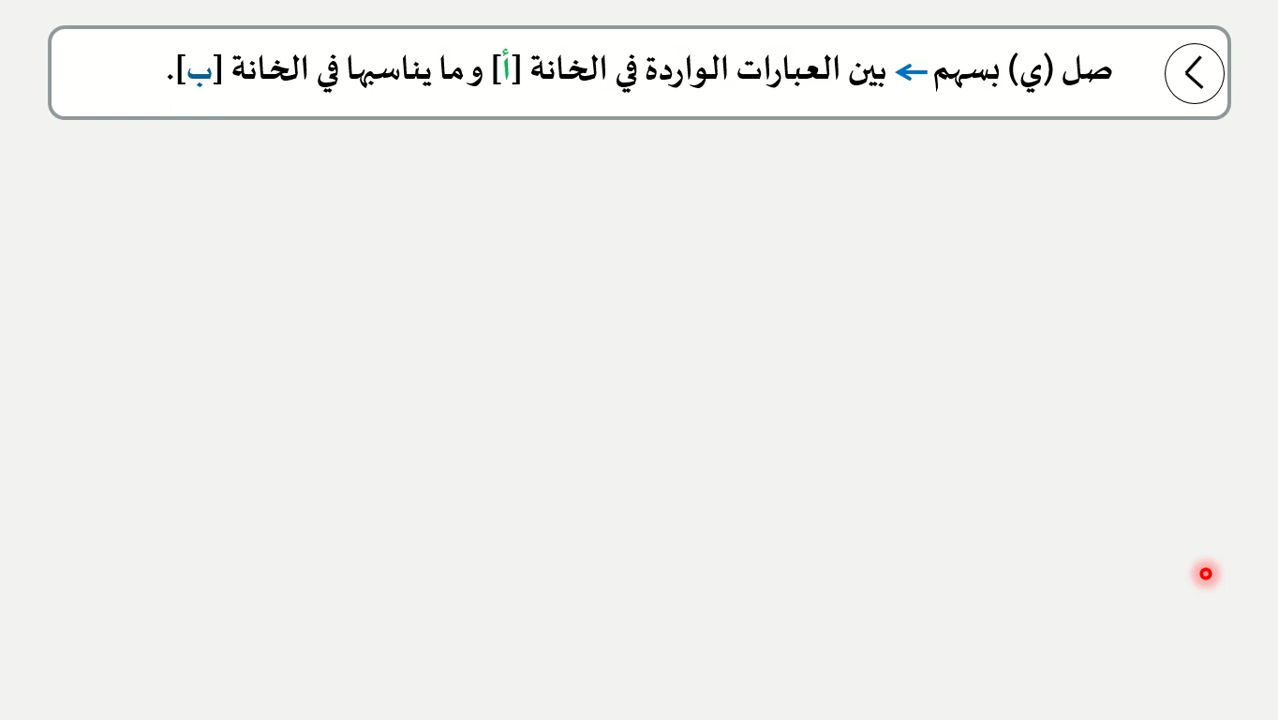 صل (ي) بسهم ← بين العبارات الواردة في الخانة [أ] و ما يناسبها في الخانة [ب].